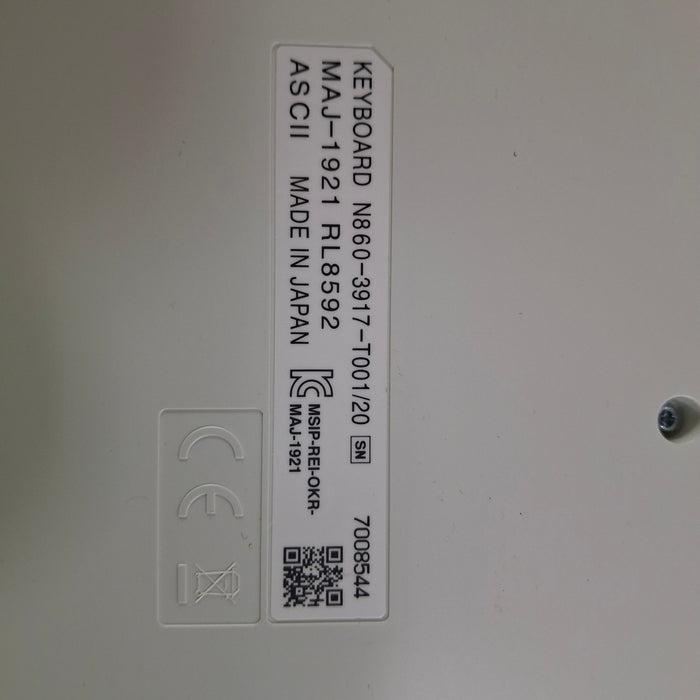 KEYBOARD N860-3917-T001/20 SN 7008544
MAJ-1921 RL8592
ASCII MADE IN JAPAN
MSIP-REI-OKR-
MAJ-1921
CE